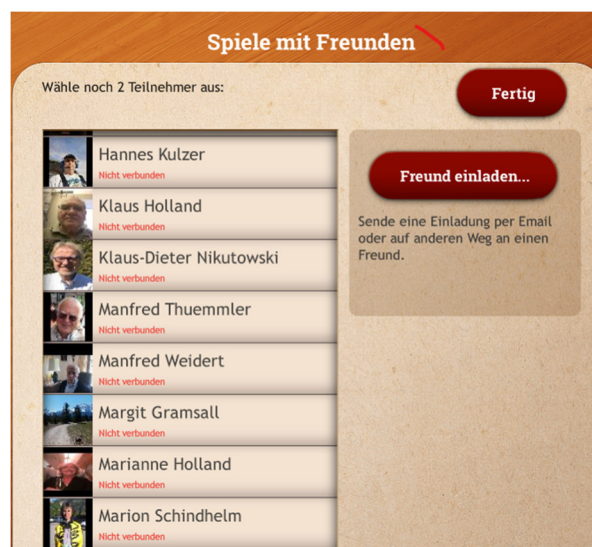 Spiele mit Freunden
Wähle noch 2 Teilnehmer aus:
Fertig
Hannes Kulzer
Nicht verbunden
Klaus Holland
Nicht verbunden
Klaus-Dieter Nikutowski
Nicht verbunden
Manfred Thuemmler
Nicht verbunden
Manfred Weidert
Nicht verbunden
Margit Gramsall
Nicht verbunden
Marianne Holland
Nicht verbunden
Marion Schindhelm
Nicht verbunden
Freund einladen...
Sende eine Einladung per Email
oder auf anderen Weg an einen
Freund.